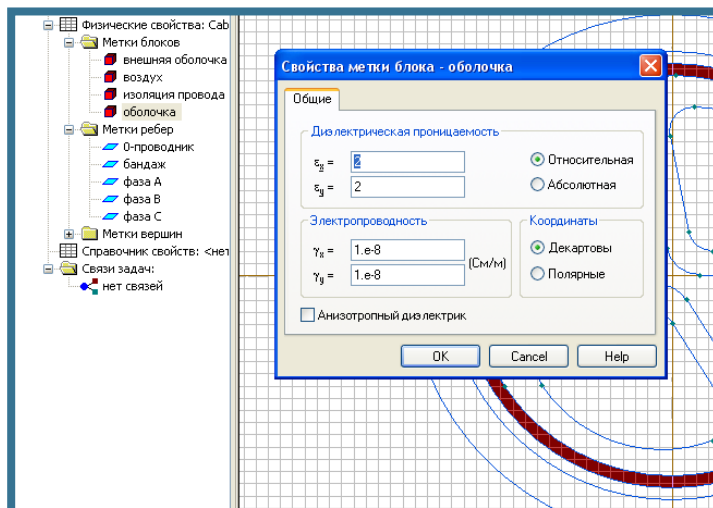 Физические свойства: Cab
Метки блоков
внешняя оболочка
воздух
изоляция провода
оболочка
Метки ребер
0-проводник
бандаж
фаза A
фаза B
фаза C
Метки вершин
Справочник свойств: <нет
Связи задач:
нет связей
Свойства метки блока - оболочка
Общие
Диэлектрическая проницаемость
εx = 2
εy = 2
Относительная
Абсолютная
Электропроводность
γx = 1.e-8
γy = 1.e-8
(См/м)
Координаты
Декартовы
Полярные
Анизотропный диэлектрик
OK Cancel Help